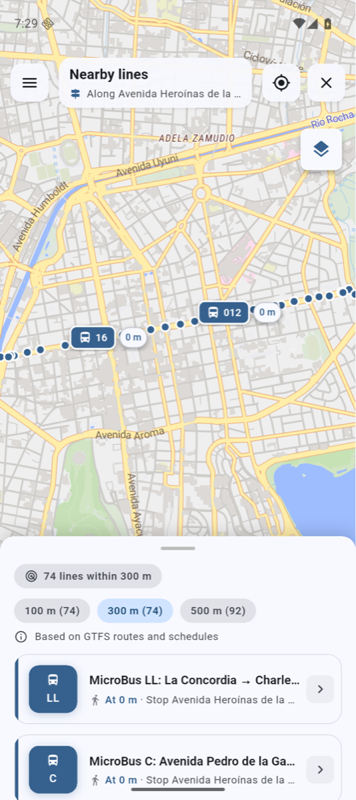 7:29
Ciclovía
Nearby lines
Along Avenida Heroínas de la ...
Río Rocha
ADELA ZAMUDIO
Avenida Uyuni
Avenida Humboldt
012
0 m
16
0 m
Avenida Aroma
Avenida Ayac
74 lines within 300 m
100 m (74)
300 m (74)
500 m (92)
Based on GTFS routes and schedules
MicroBus LL: La Concordia → Charle...
LL
At 0 m · Stop Avenida Heroínas de la ...
MicroBus C: Avenida Pedro de la Ga...
C
At 0 m · Stop Avenida Heroínas de la ...